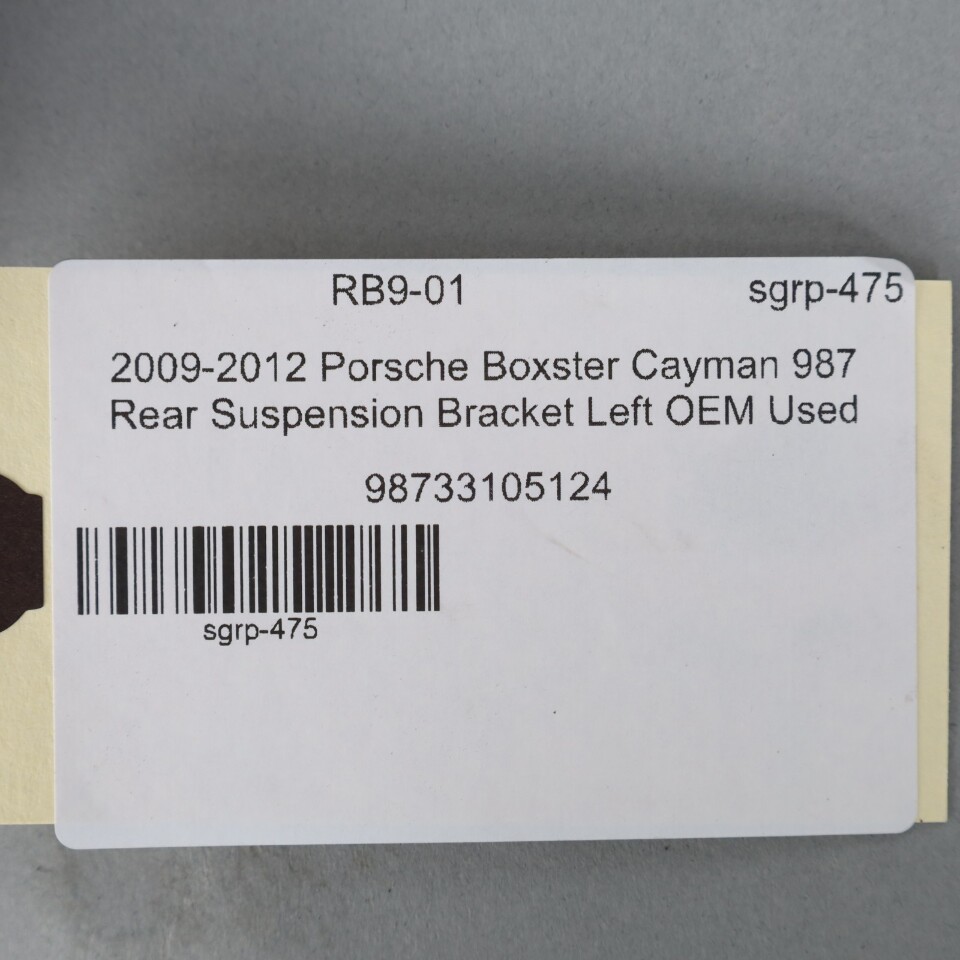 RB9-01 sgrp-475
2009-2012 Porsche Boxster Cayman 987
Rear Suspension Bracket Left OEM Used
98733105124
sgrp-475